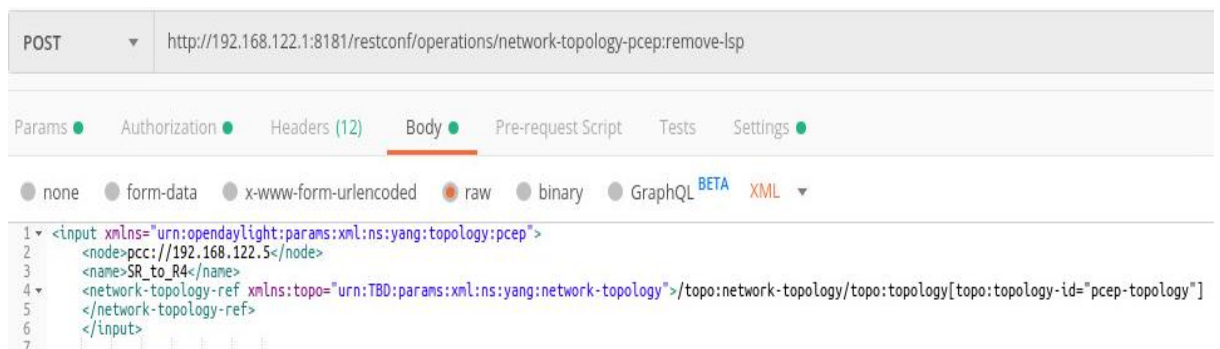 POST http://192.168.122.1:8181/restconf/operations/network-topology-pcep:remove-lsp
Params Authorization Headers (12) Body Pre-request Script Tests Settings
none form-data x-www-form-urlencoded raw binary GraphQL BETA XML
1 <input xmlns="urn:opendaylight:params:xml:ns:yang:topology:pcep">
2 <node>pcc://192.168.122.5</node>
3 <name>SR_to_R4</name>
4 <network-topology-ref xmlns:topo="urn:TBD:params:xml:ns:yang:network-topology">/topo:network-topology/topo:topology[topo:topology-id="pcep-topology"]
5 </network-topology-ref>
6 </input>
7